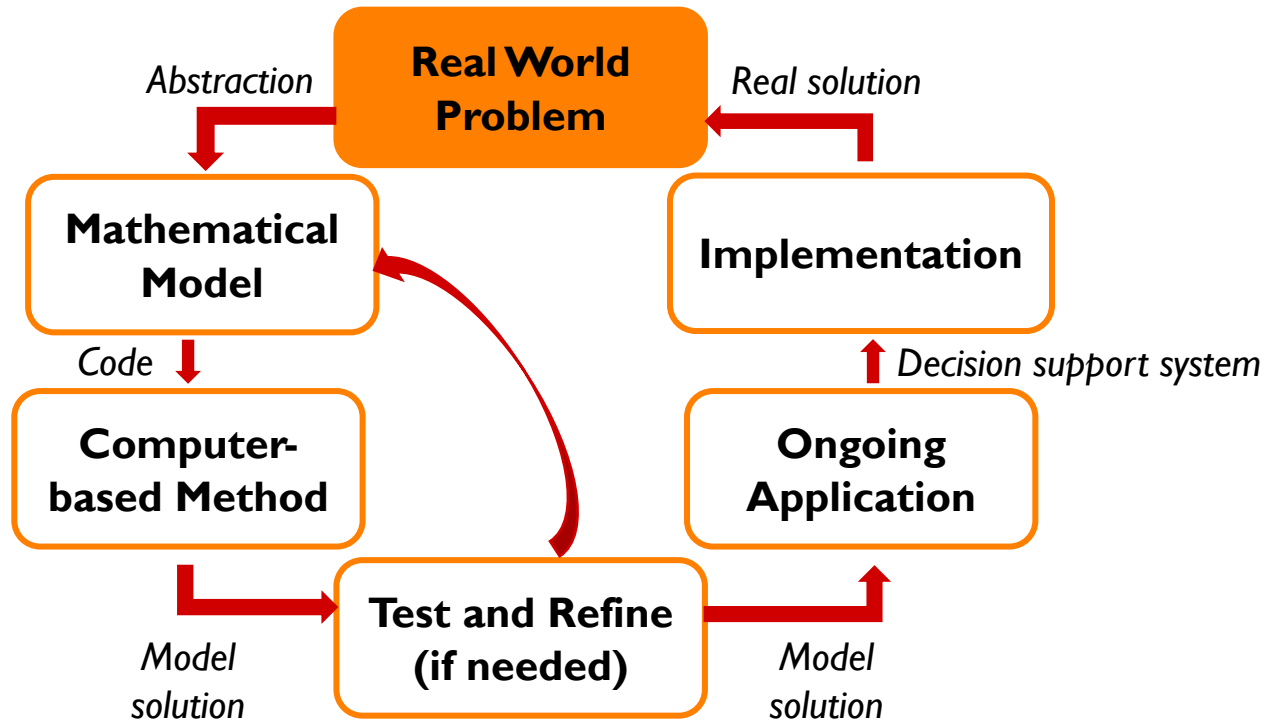 Real World
Problem
Abstraction
Real solution
Mathematical
Model
Implementation
Code
Decision support system
Computer-
based Method
Ongoing
Application
Test and Refine
(if needed)
Model
solution
Model
solution